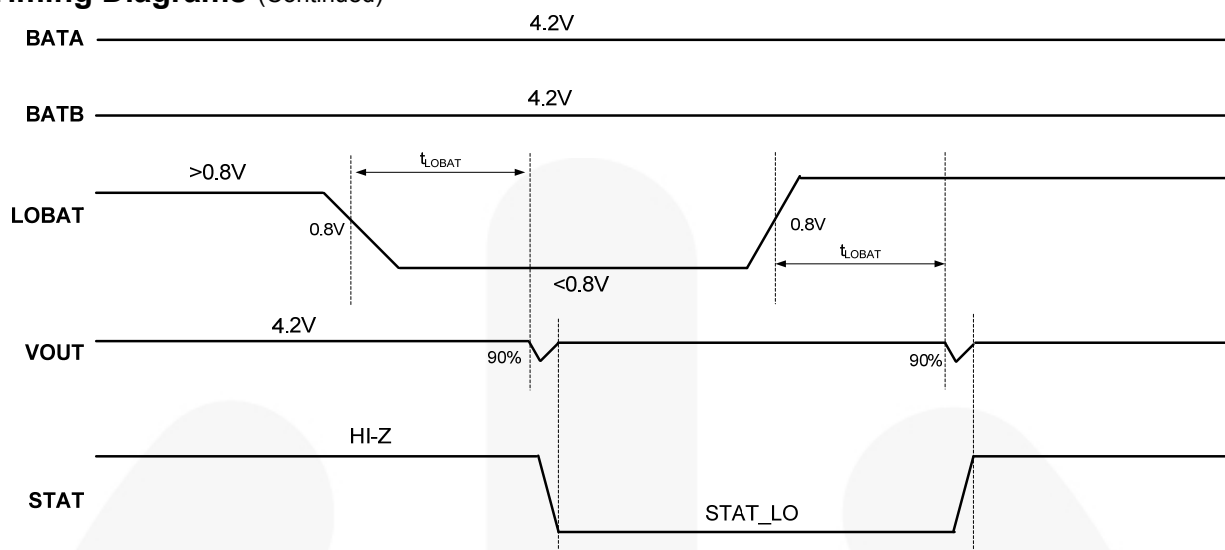 Timing Diagrams (Continued)
BATA 4.2V
BATB 4.2V
LOBAT >0.8V 0.8V tLOBAT <0.8V 0.8V tLOBAT
VOUT 4.2V 90% 90%
STAT HI-Z STAT_LO